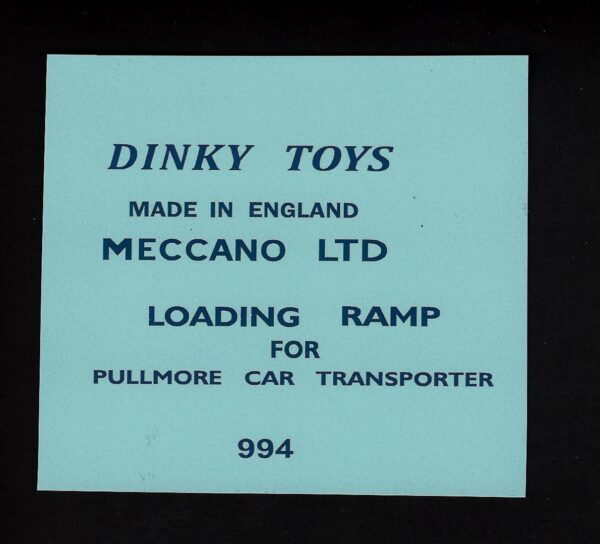 DINKY TOYS
MADE IN ENGLAND
MECCANO LTD
LOADING RAMP
FOR
PULLMORE CAR TRANSPORTER
994